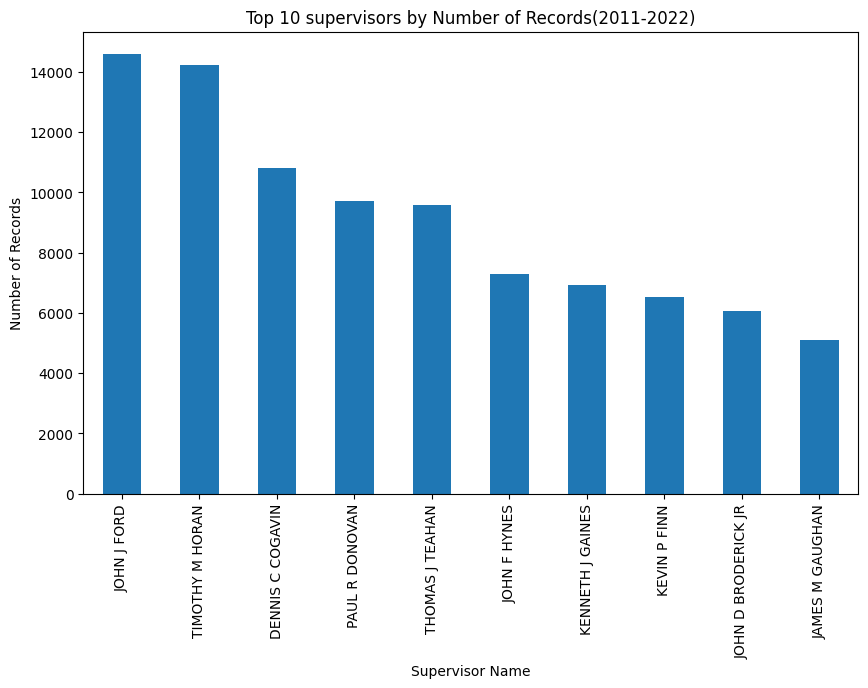 Top 10 supervisors by Number of Records(2011-2022)
Number of Records
14000
12000
10000
8000
6000
4000
2000
0
JOHN J FORD
TIMOTHY M HORAN
DENNIS C COGAVIN
PAUL R DONOVAN
THOMAS J TEAHAN
JOHN F HYNES
KENNETH J GAINES
KEVIN P FINN
JOHN D BRODERICK JR
JAMES M GAUGHAN
Supervisor Name